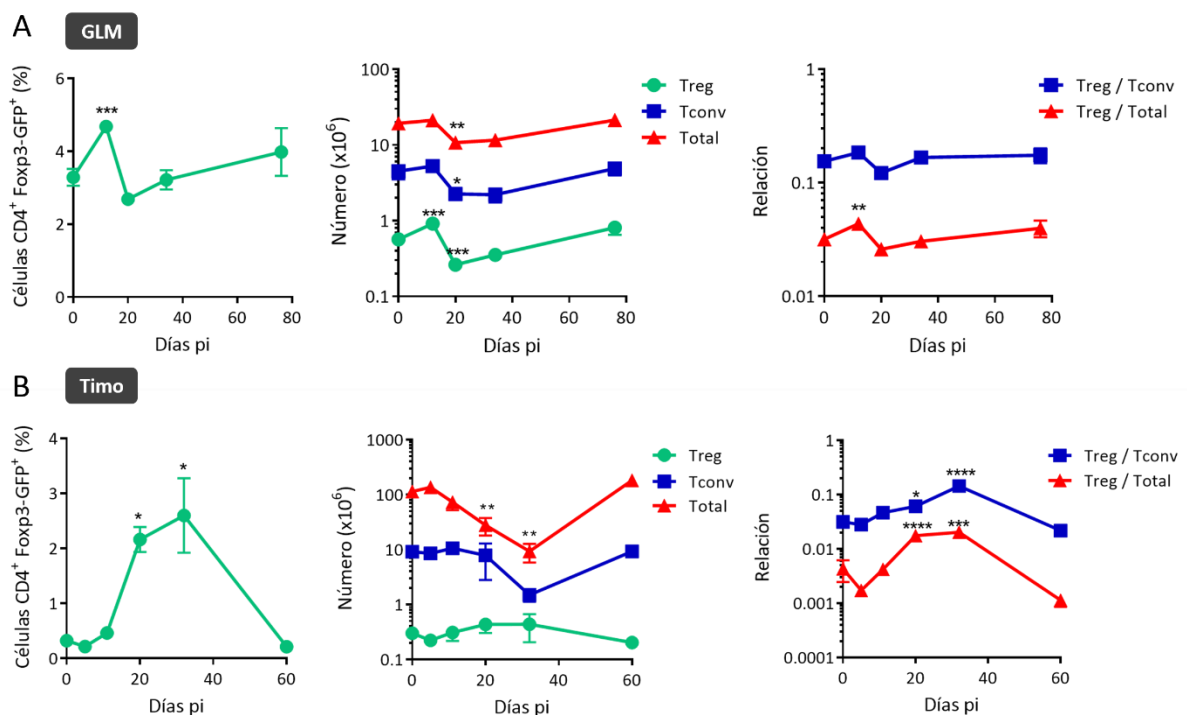 A
GLM
Células CD4⁺ Foxp3-GFP⁺ (%)
6
4
2
0
***
0 20 40 60 80
Días pi
Número (x10⁶)
100
10
1
0.1
**
*
***
***
0 20 40 60 80
Días pi
Treg
Tconv
Total
Relación
1
0.1
0.01
**
0 20 40 60 80
Días pi
Treg / Tconv
Treg / Total
B
Timo
Células CD4⁺ Foxp3-GFP⁺ (%)
4
3
2
1
0
*
*
0 20 40 60
Días pi
Número (x10⁶)
1000
100
10
1
0.1
**
**
0 20 40 60
Días pi
Treg
Tconv
Total
Relación
1
0.1
0.01
0.001
0.0001
*
****
****
***
0 20 40 60
Días pi
Treg / Tconv
Treg / Total